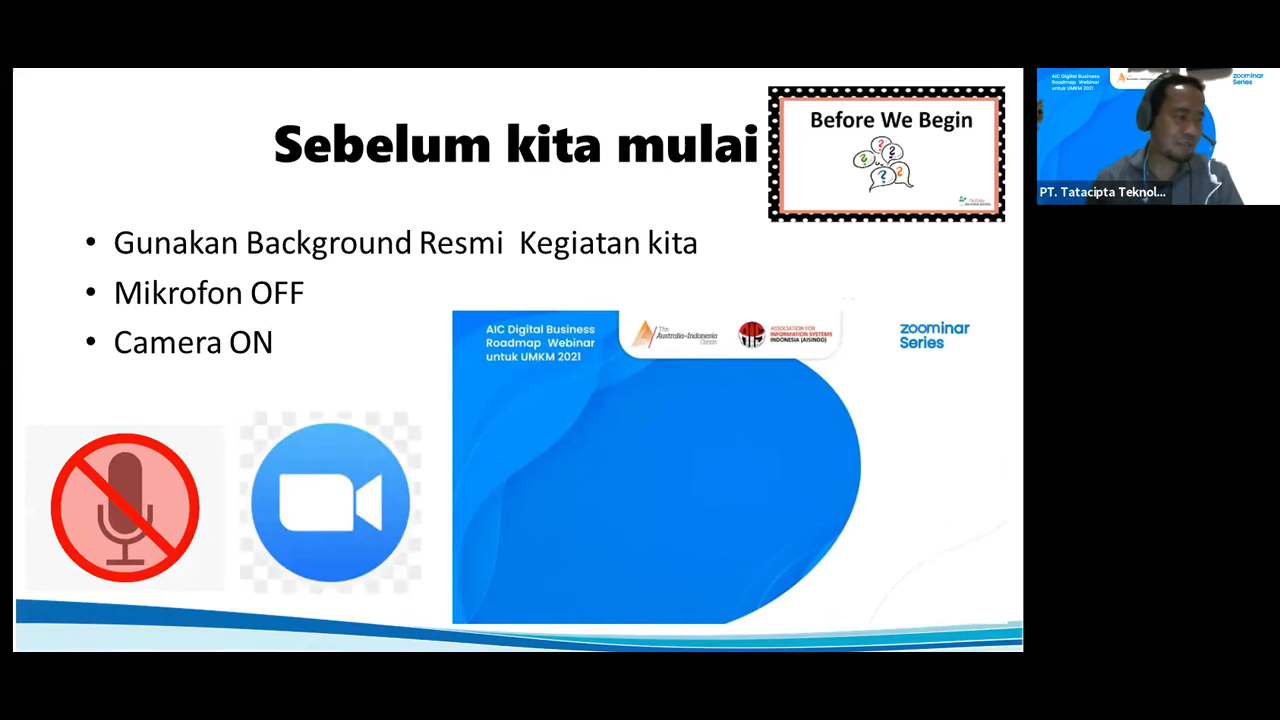 Sebelum kita mulai
Before We Begin
• Gunakan Background Resmi Kegiatan kita
• Mikrofon OFF
• Camera ON
AIC Digital Business
Roadmap Webinar
untuk UMKM 2021
The
Australia-Indonesia
Centre
ASSOCIATION FOR
INFORMATION SYSTEMS
INDONESIA (AISINDO)
zoominar
Series
AIC Digital Business
Roadmap Webinar
untuk UMKM 2021
zoominar
Series
PT. Tatacipta Teknol...